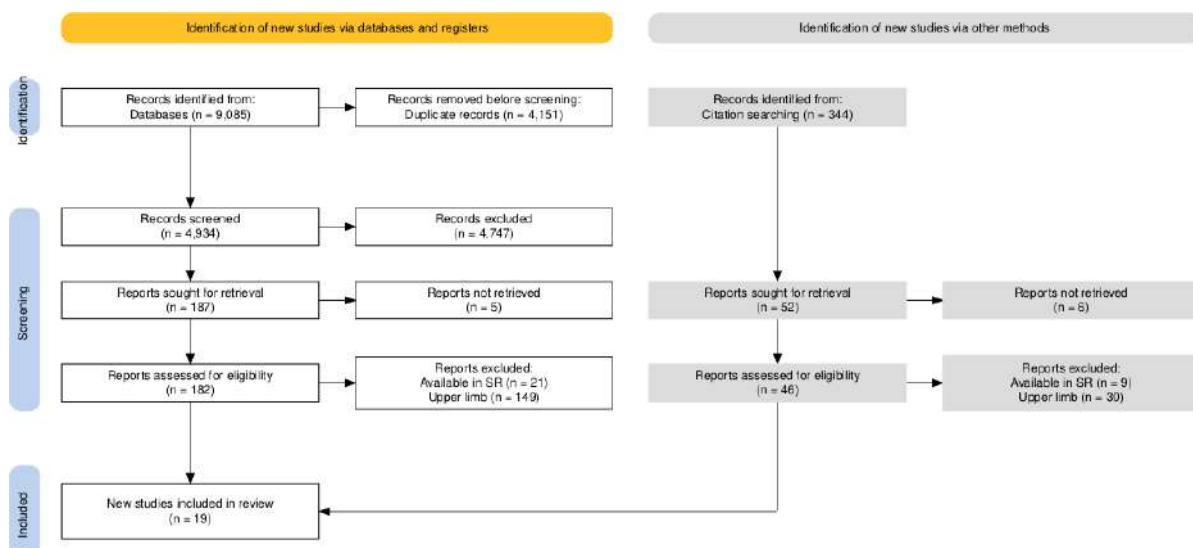 Identification of new studies via databases and registers
Identification of new studies via other methods
Identification
Records identified from:
Databases (n = 9,085)
Records removed before screening:
Duplicate records (n = 4,151)
Records identified from:
Citation searching (n = 344)
Screening
Records screened
(n = 4,934)
Records excluded
(n = 4,747)
Reports sought for retrieval
(n = 187)
Reports not retrieved
(n = 5)
Reports sought for retrieval
(n = 52)
Reports not retrieved
(n = 6)
Reports assessed for eligibility
(n = 182)
Reports excluded:
Available in SR (n = 21)
Upper limb (n = 149)
Reports assessed for eligibility
(n = 46)
Reports excluded:
Available in SR (n = 9)
Upper limb (n = 30)
Included
New studies included in review
(n = 19)